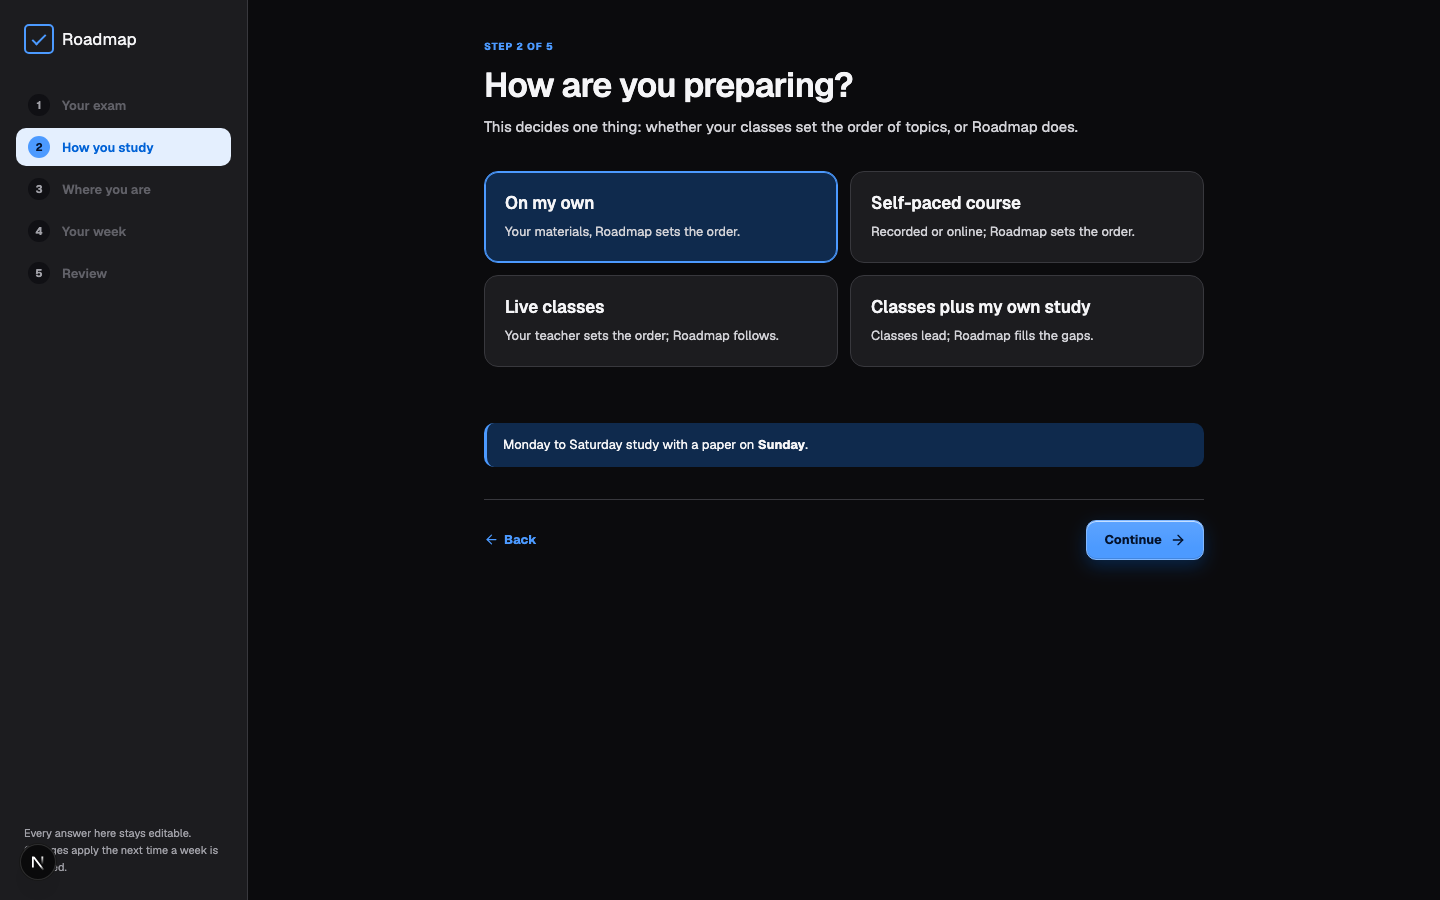 Roadmap
1 Your exam
2 How you study
3 Where you are
4 Your week
5 Review
Every answer here stays editable.
apply the next time a week is
STEP 2 OF 5
How are you preparing?
This decides one thing: whether your classes set the order of topics, or Roadmap does.
On my own
Your materials, Roadmap sets the order.
Self-paced course
Recorded or online; Roadmap sets the order.
Live classes
Your teacher sets the order; Roadmap follows.
Classes plus my own study
Classes lead; Roadmap fills the gaps.
Monday to Saturday study with a paper on Sunday.
Back
Continue
N